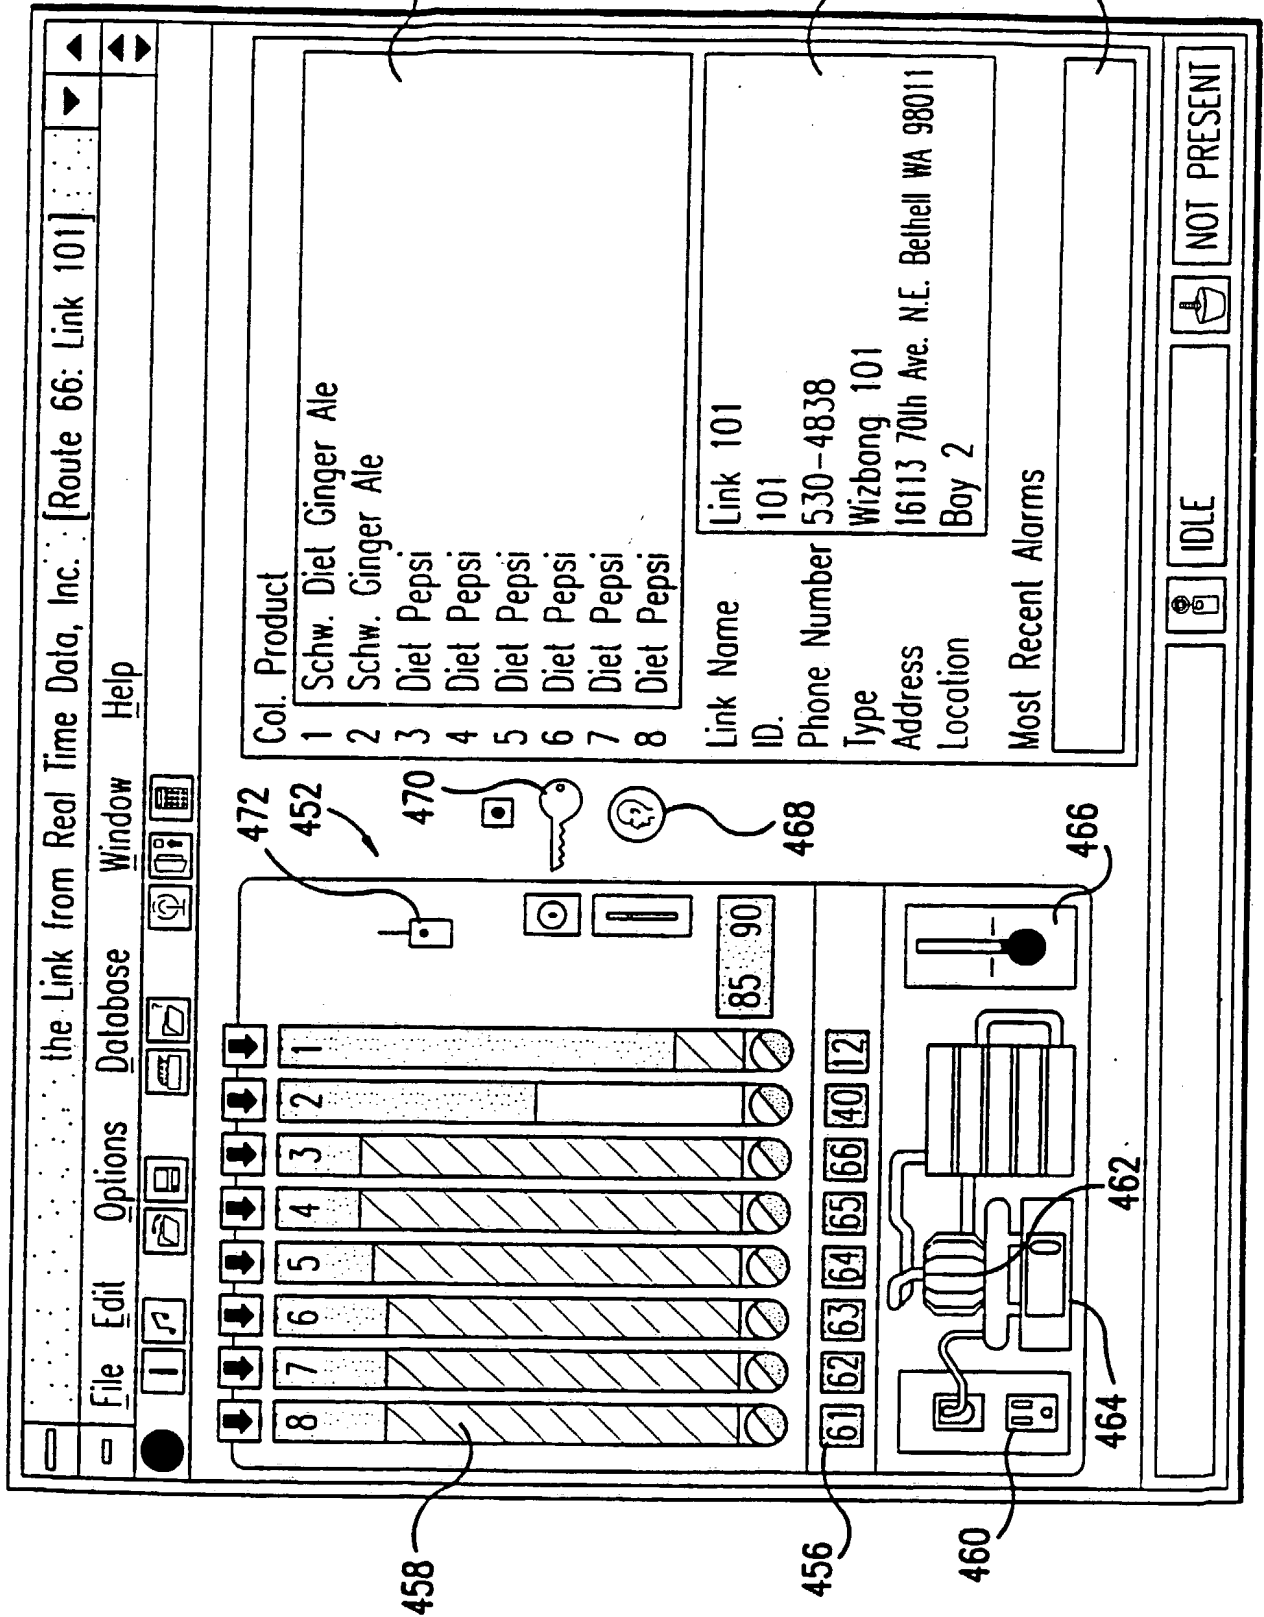 the Link from Real Time Data, Inc. [Route 66: Link 101]
File Edit Options Database Window Help
472
452
470
468
466
462
464
460
456
458
8 7 6 5 4 3 2 1
85 90
61 62 63 64 65 66 40 12
Col. Product
1 Schw. Diet Ginger Ale
2 Schw. Ginger Ale
3 Diet Pepsi
4 Diet Pepsi
5 Diet Pepsi
6 Diet Pepsi
7 Diet Pepsi
8 Diet Pepsi
Link Name Link 101
ID. 101
Phone Number 530-4838
Type Wizbang 101
Address 16113 70th Ave. N.E. Bethell WA 98011
Location Bay 2
Most Recent Alarms
IDLE
NOT PRESENT